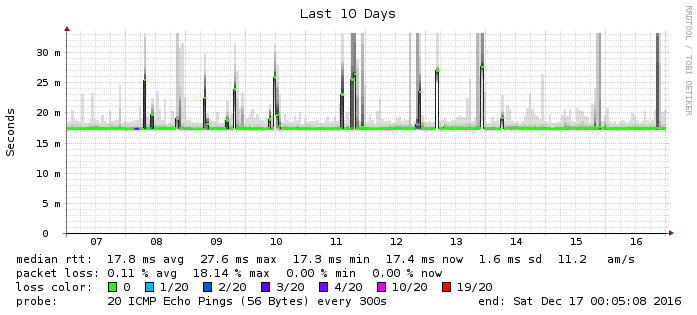 Last 10 Days
RRDTOOL / TOBI OETIKER
Seconds
30 m
25 m
20 m
15 m
10 m
5 m
0
07 08 09 10 11 12 13 14 15 16
median rtt: 17.8 ms avg 27.6 ms max 17.3 ms min 17.4 ms now 1.6 ms sd 11.2 am/s
packet loss: 0.11 % avg 18.14 % max 0.00 % min 0.00 % now
loss color: 0 1/20 2/20 3/20 4/20 10/20 19/20
probe: 20 ICMP Echo Pings (56 Bytes) every 300s end: Sat Dec 17 00:05:08 2016